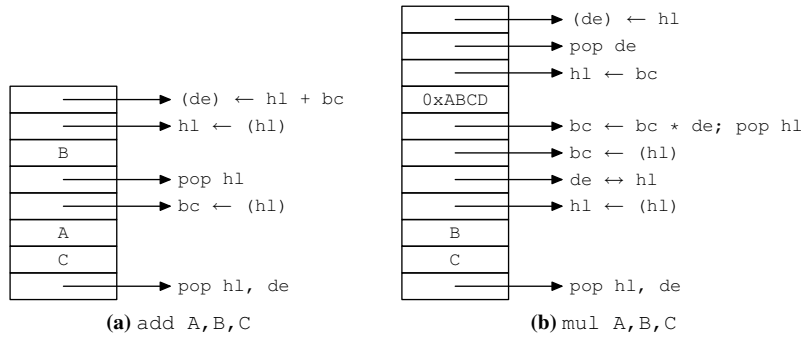 (de) ← hl + bc
hl ← (hl)
B
pop hl
bc ← (hl)
A
C
pop hl, de
(a) add A,B,C
(de) ← hl
pop de
hl ← bc
0xABCD
bc ← bc * de; pop hl
bc ← (hl)
de ↔ hl
hl ← (hl)
B
C
pop hl, de
(b) mul A,B,C